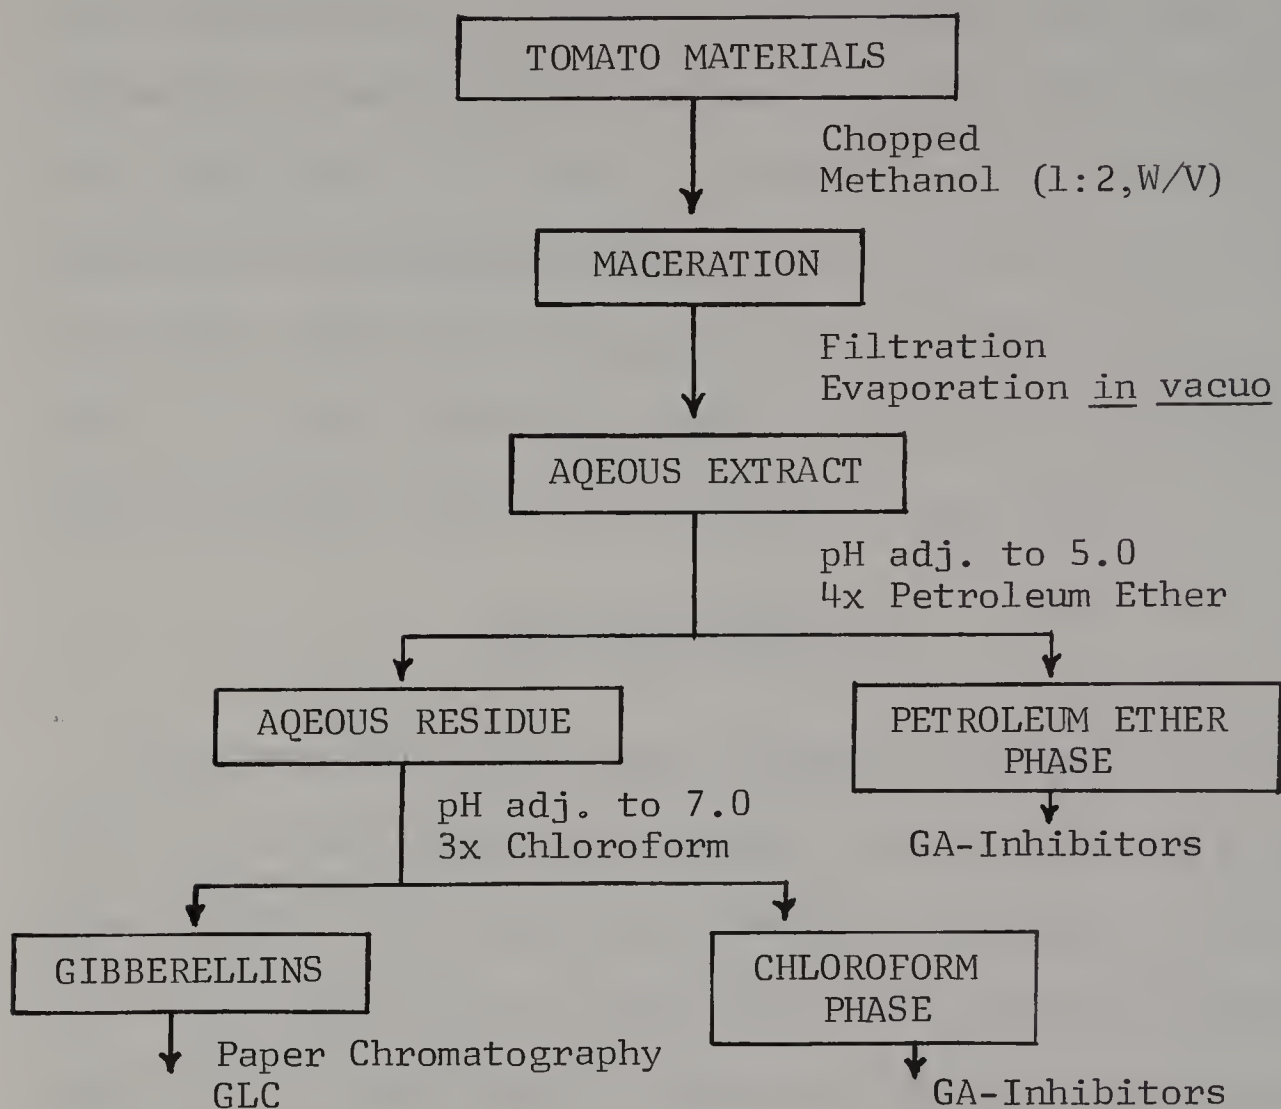 TOMATO MATERIALS
Chopped
Methanol (1:2,W/V)
MACERATION
Filtration
Evaporation in vacuo
AQEOUS EXTRACT
pH adj. to 5.0
4x Petroleum Ether
AQEOUS RESIDUE
PETROLEUM ETHER
PHASE
pH adj. to 7.0
3x Chloroform
GA-Inhibitors
GIBBERELLINS
CHLOROFORM
PHASE
Paper Chromatography
GLC
GA-Inhibitors